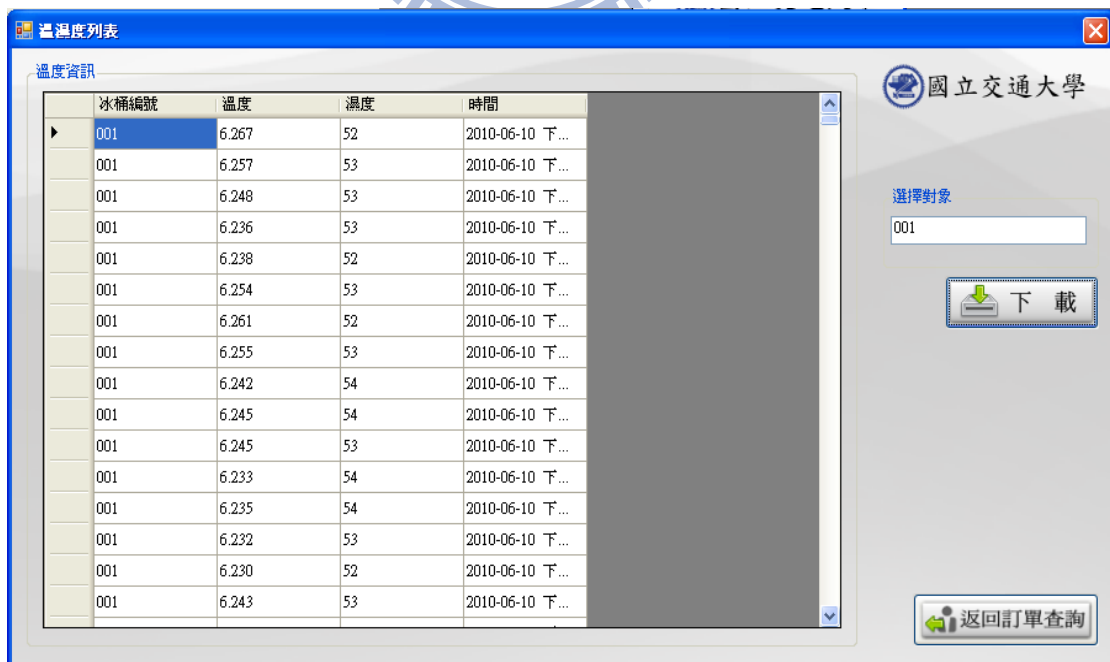 溫濕度列表
溫度資訊
國立交通大學
冰桶編號 溫度 濕度 時間
001 6.267 52 2010-06-10 下...
001 6.257 53 2010-06-10 下...
001 6.248 53 2010-06-10 下...
001 6.236 53 2010-06-10 下...
001 6.238 52 2010-06-10 下...
001 6.254 53 2010-06-10 下...
001 6.261 52 2010-06-10 下...
001 6.255 53 2010-06-10 下...
001 6.242 54 2010-06-10 下...
001 6.245 54 2010-06-10 下...
001 6.245 53 2010-06-10 下...
001 6.233 54 2010-06-10 下...
001 6.235 54 2010-06-10 下...
001 6.232 53 2010-06-10 下...
001 6.230 52 2010-06-10 下...
001 6.243 53 2010-06-10 下...
選擇對象
001
下 載
返回訂單查詢